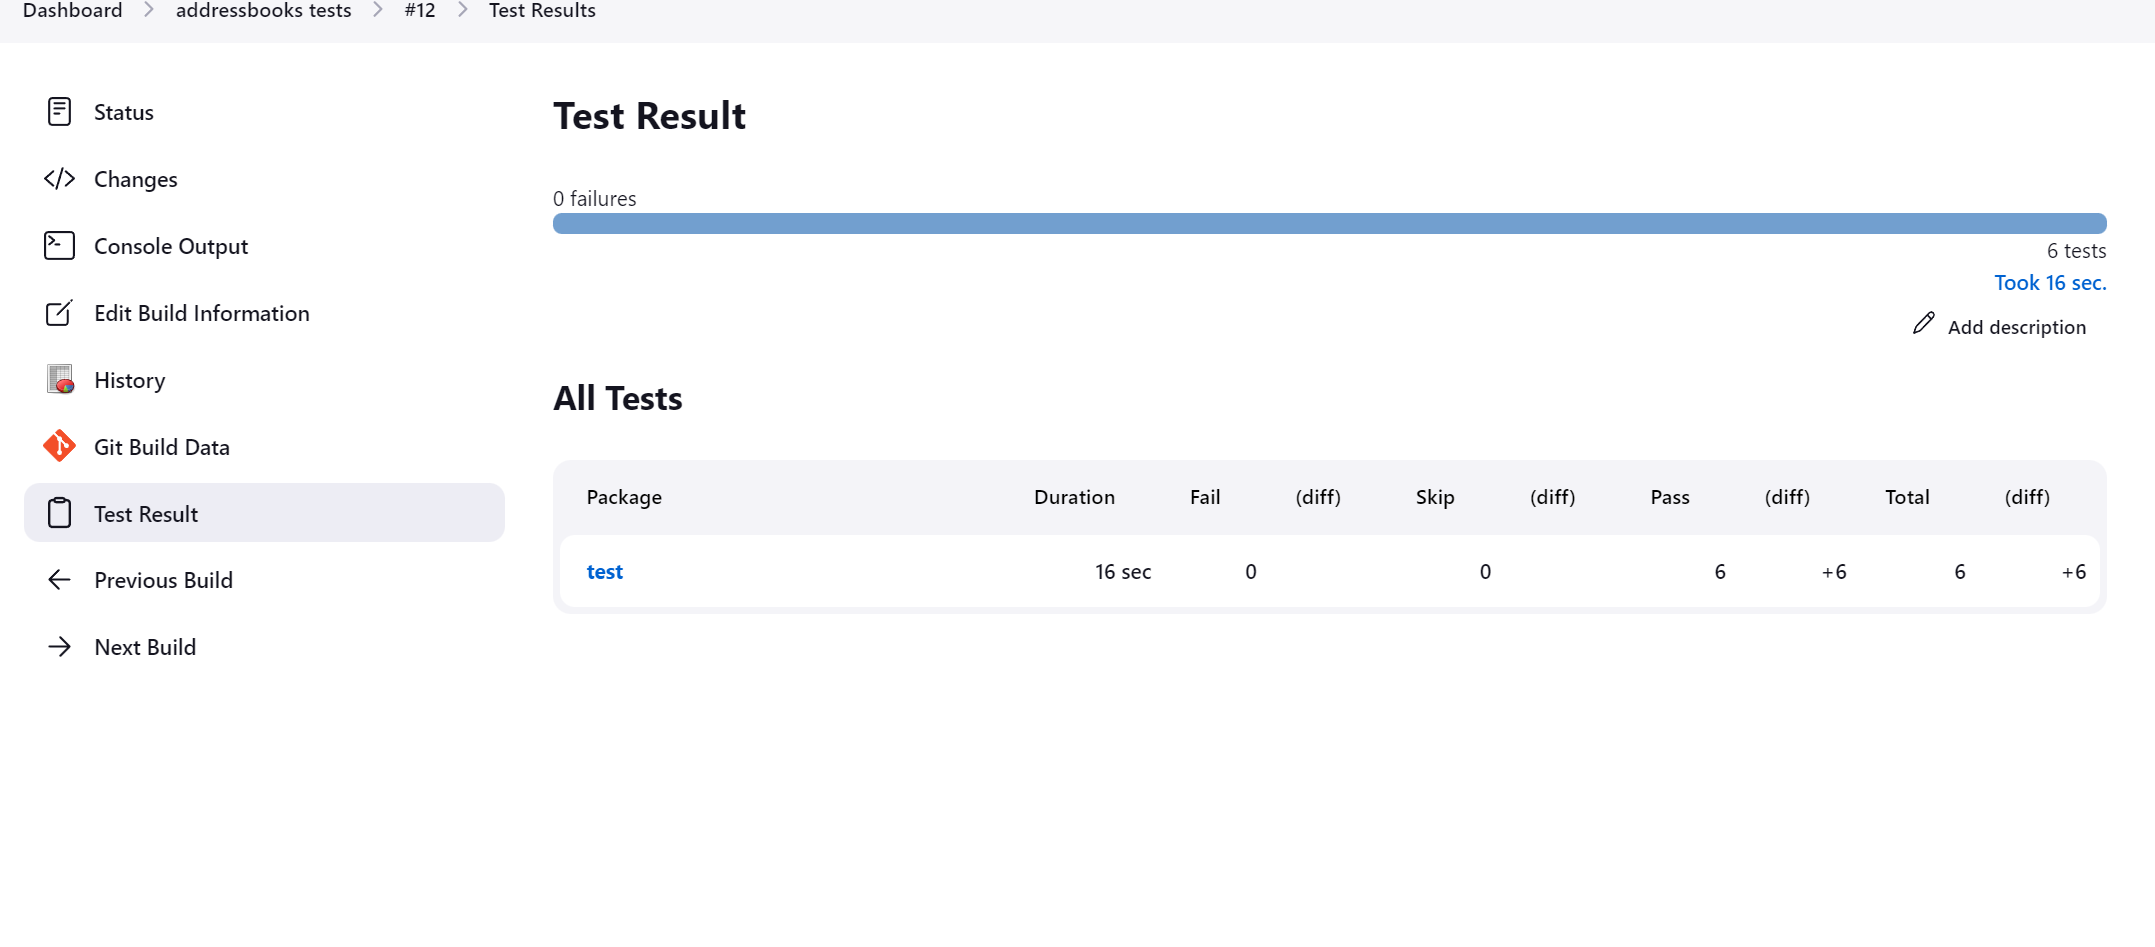 Dashboard addressbooks tests #12 Test Results
Status
Changes
Console Output
Edit Build Information
History
Git Build Data
Test Result
Previous Build
Next Build
Test Result
0 failures
6 tests
Took 16 sec.
Add description
All Tests
Package Duration Fail (diff) Skip (diff) Pass (diff) Total (diff)
test 16 sec 0 0 6 +6 6 +6